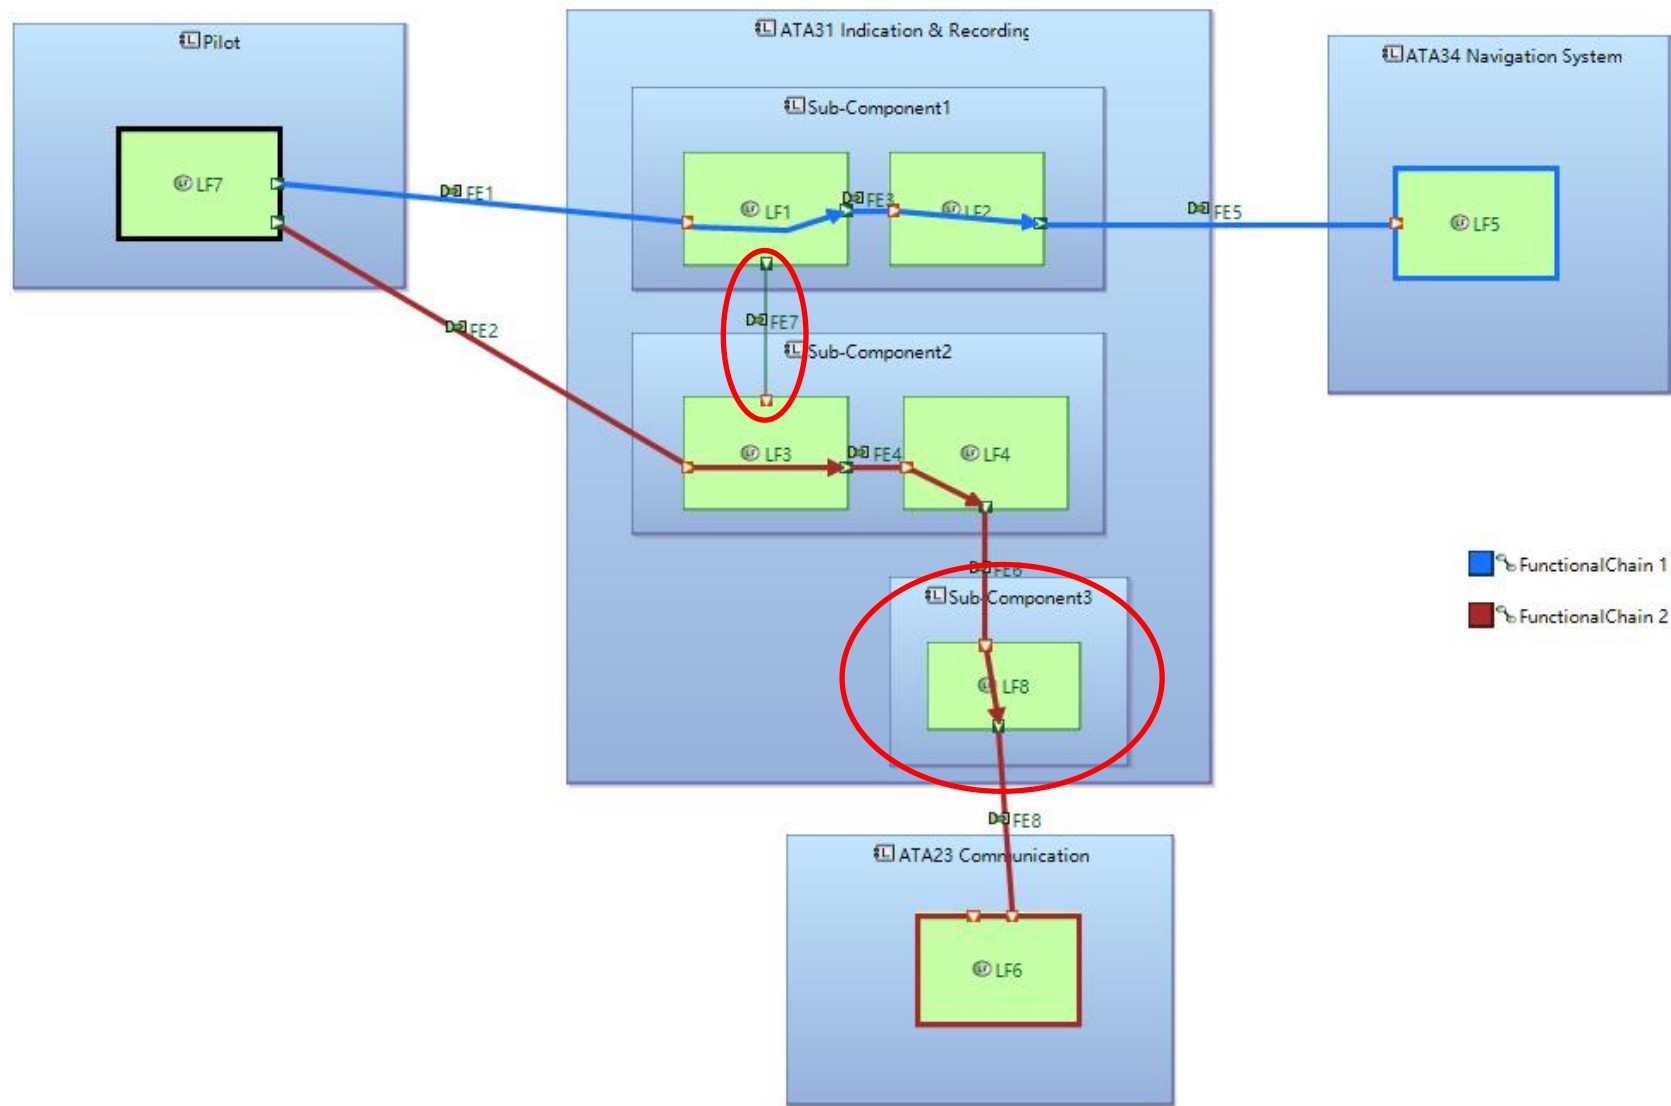 Pilot
ATA31 Indication & Recording
ATA34 Navigation System
Sub-Component1
LF7
FE1
LF1
FE3
LF2
FE5
LF5
FE2
FE7
Sub-Component2
LF3
FE4
LF4
FE6
Sub-Component3
LF8
FunctionalChain 1
FunctionalChain 2
FE8
ATA23 Communication
LF6